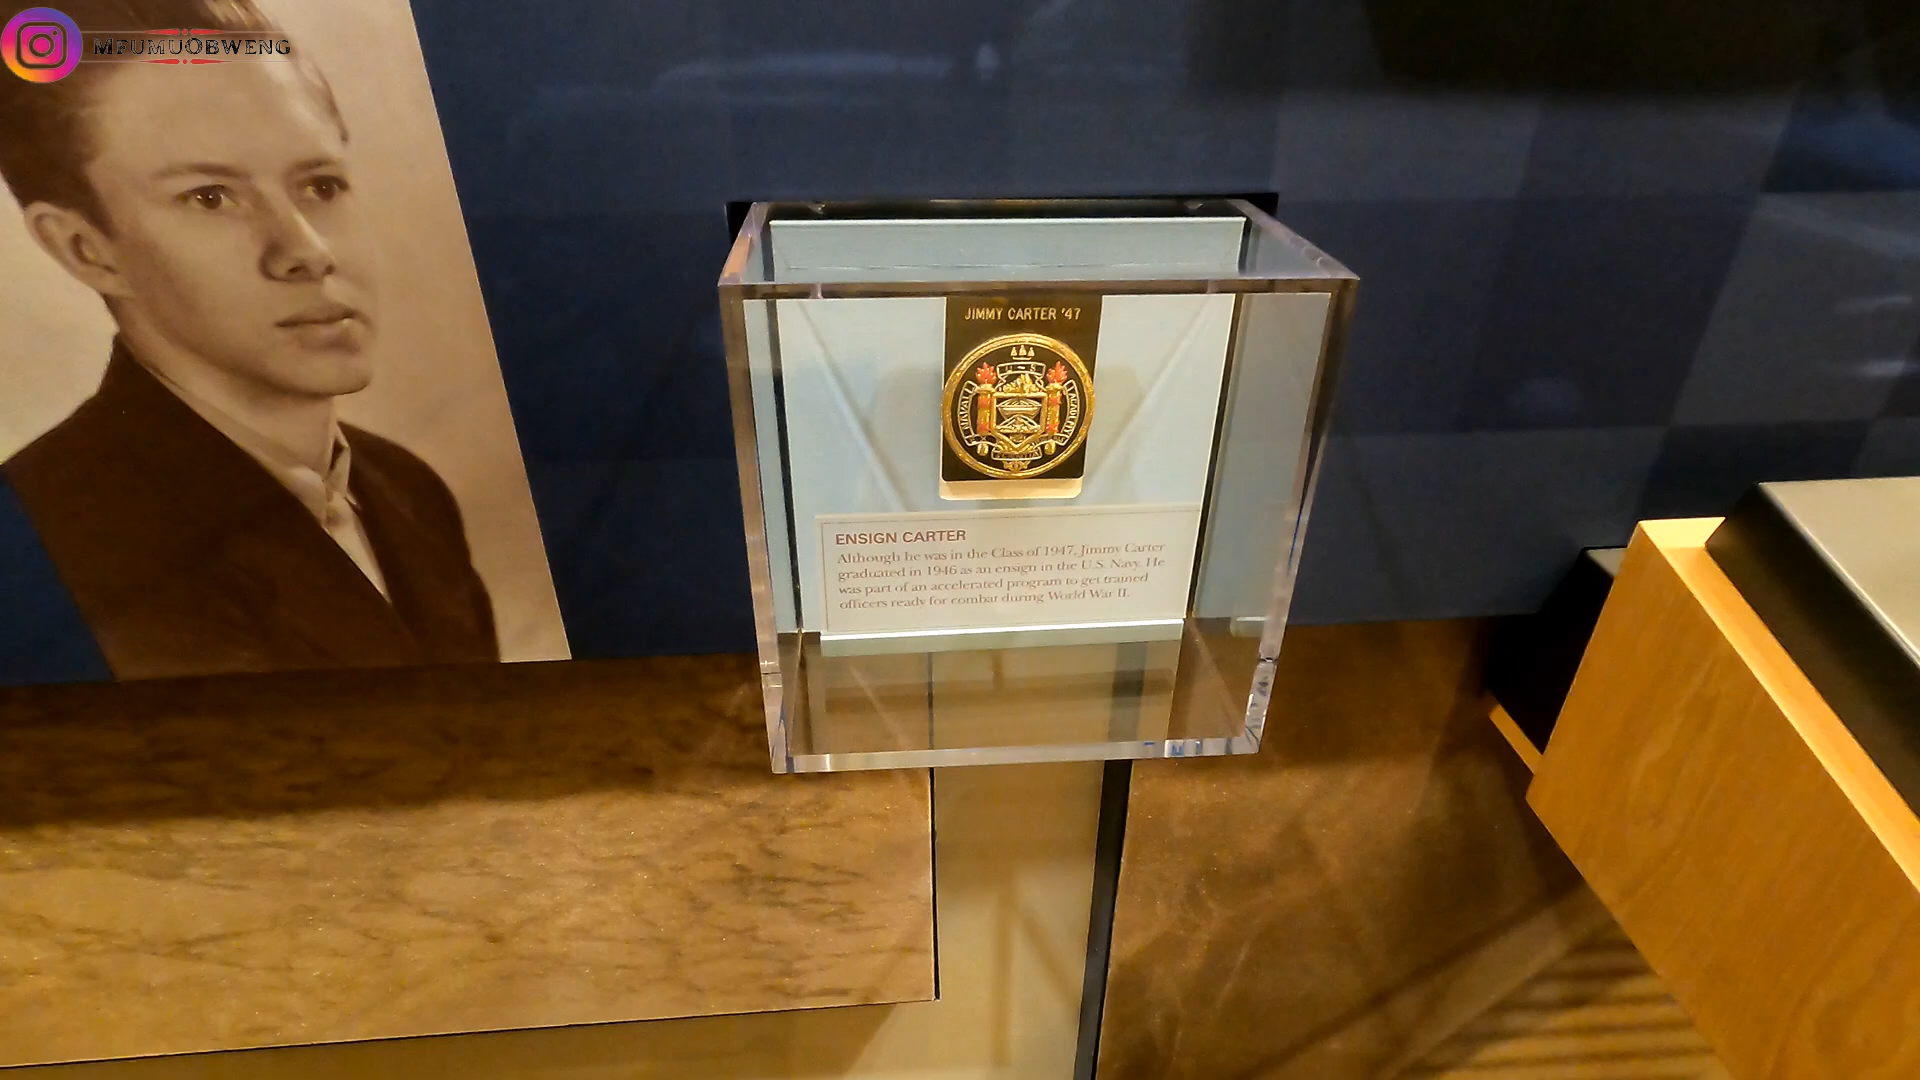 MFUMUOBWENG
JIMMY CARTER '47
U S
NAVAL
ACADEMY
ENSIGN CARTER
Although he was in the Class of 1947, Jimmy Carter
graduated in 1946 as an ensign in the U.S. Navy. He
was part of an accelerated program to get trained
officers ready for combat during World War II.